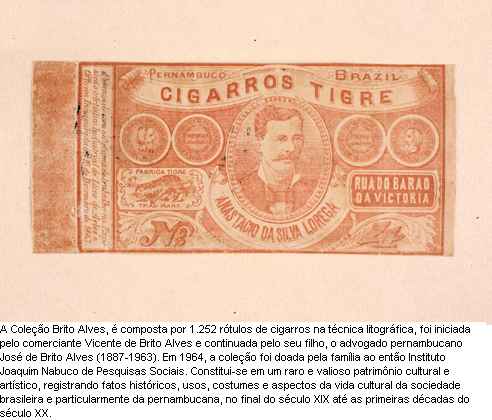 PERNAMBUCO BRAZIL
CIGARROS TIGRE
FABRICA TIGRE
TRAD MARK
ANASTACIO DA SILVA
RUA DO BARAO
DA VICTORIA
Nº3
A Coleção Brito Alves, é composta por 1.252 rótulos de cigarros na técnica litográfica, foi iniciada
pelo comerciante Vicente de Brito Alves e continuada pelo seu filho, o advogado pernambucano
José de Brito Alves (1887-1963). Em 1964, a coleção foi doada pela família ao então Instituto
Joaquim Nabuco de Pesquisas Sociais. Constitui-se em um raro e valioso patrimônio cultural e
artístico, registrando fatos históricos, usos, costumes e aspectos da vida cultural da sociedade
brasileira e particularmente da pernambucana, no final do século XIX até as primeiras décadas do
século XX.